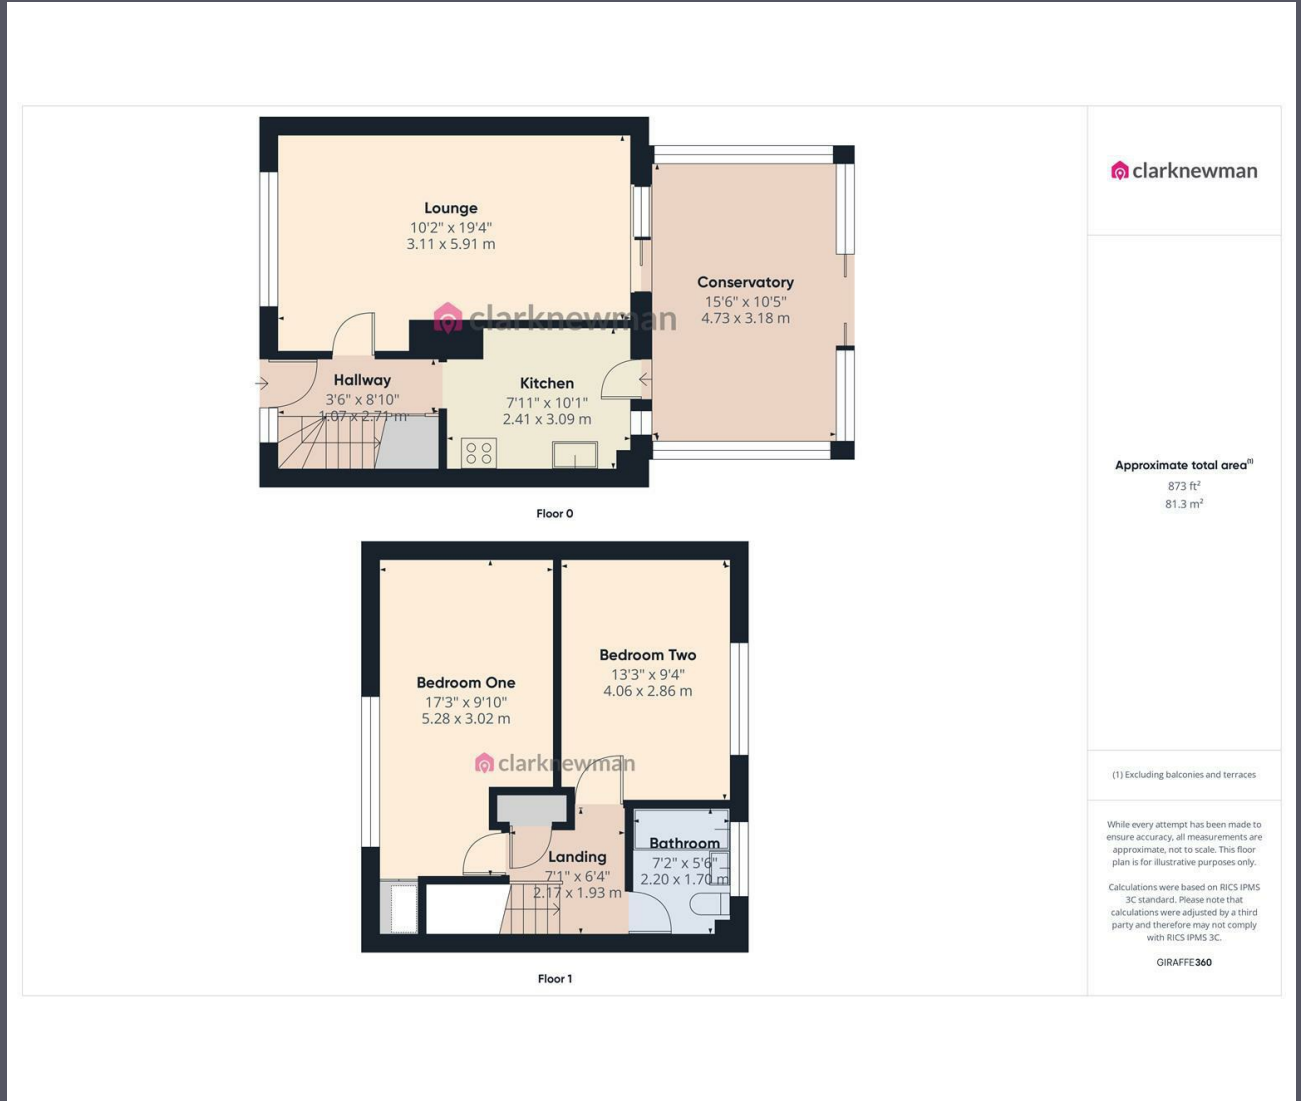 Lounge
10'2" x 19'4"
3.11 x 5.91 m
clarknewman
Conservatory
15'6" x 10'5"
4.73 x 3.18 m
Hallway
3'6" x 8'10"
1.07 x 2.71 m
Kitchen
7'11" x 10'1"
2.41 x 3.09 m
Floor 0
Bedroom One
17'3" x 9'10"
5.28 x 3.02 m
Bedroom Two
13'3" x 9'4"
4.06 x 2.86 m
clarknewman
Landing
7'1" x 6'4"
2.17 x 1.93 m
Bathroom
7'2" x 5'6"
2.20 x 1.70 m
Floor 1
clarknewman
Approximate total area(1)
873 ft²
81.3 m²
(1) Excluding balconies and terraces
While every attempt has been made to
ensure accuracy, all measurements are
approximate, not to scale. This floor
plan is for illustrative purposes only.
Calculations were based on RICS IPMS
3C standard. Please note that
calculations were adjusted by a third
party and therefore may not comply
with RICS IPMS 3C.
GIRAFFE360